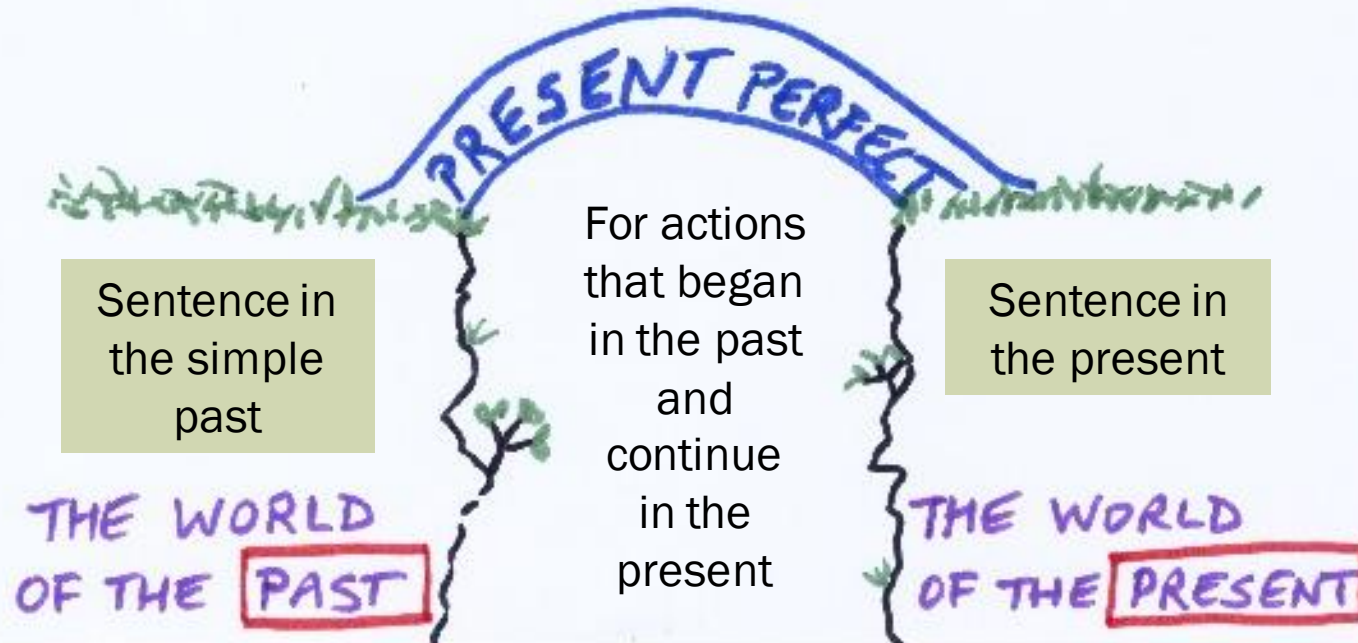 PRESENT PERFECT
Sentence in
the simple
past
For actions
that began
in the past
and
continue
in the
present
Sentence in
the present
THE WORLD
OF THE PAST
THE WORLD
OF THE PRESENT